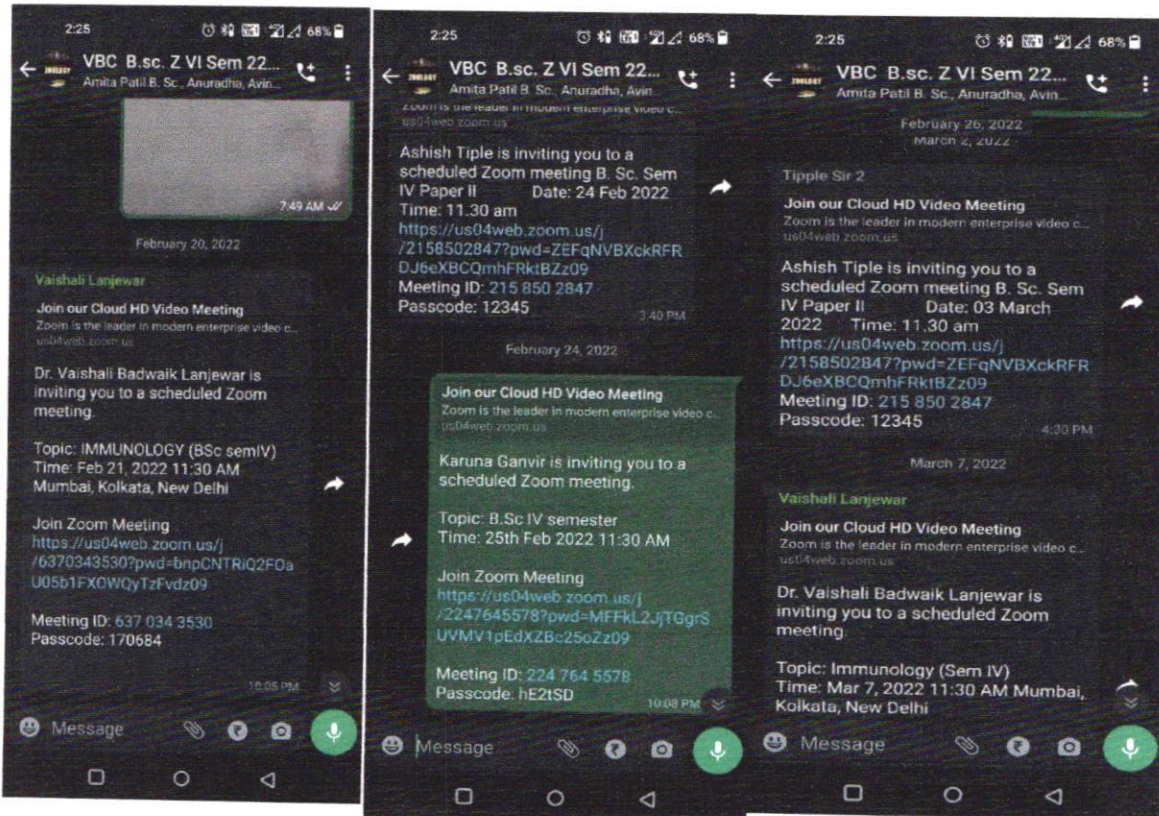 2:25
68%
VBC B.sc. Z VI Sem 22...
Amita Patil B. Sc., Anuradha, Avin...
7:49 AM
February 20, 2022
Vaishali Lanjewar
Join our Cloud HD Video Meeting
Zoom is the leader in modern enterprise video c...
us04web.zoom.us
Dr. Vaishali Badwaik Lanjewar is
inviting you to a scheduled Zoom
meeting.
Topic: IMMUNOLOGY (BSc semIV)
Time: Feb 21, 2022 11:30 AM
Mumbai, Kolkata, New Delhi
Join Zoom Meeting
https://us04web.zoom.us/j
/6370343530?pwd=bnpCNTRiQ2FOa
U05b1FXOWQyTzFvdz09
Meeting ID: 637 034 3530
Passcode: 170684
10:05 PM
Message
2:25
68%
ZOOLOGY
VBC B.sc. Z VI Sem 22...
Amita Patil B. Sc., Anuradha, Avin...
Zoom is the leader in modern enterprise video c...
us04web.zoom.us
Ashish Tiple is inviting you to a
scheduled Zoom meeting B. Sc. Sem
IV Paper II Date: 24 Feb 2022
Time: 11.30 am
https://us04web.zoom.us/j
/2158502847?pwd=ZEFqNVBXckRFR
DJ6eXBCQmhFRktBZz09
Meeting ID: 215 850 2847
Passcode: 12345
3:40 PM
February 24, 2022
Join our Cloud HD Video Meeting
Zoom is the leader in modern enterprise video c...
us04web.zoom.us
Karuna Ganvir is inviting you to a
scheduled Zoom meeting.
Topic: B.Sc IV semester
Time: 25th Feb 2022 11:30 AM
Join Zoom Meeting
https://us04web.zoom.us/j
/2247645578?pwd=MFFkL2JjTGgrS
UVMV1pEdXZBc25oZz09
Meeting ID: 224 764 5578
Passcode: hE2tSD
10:08 PM
Message
2:25
68%
ZOOLOGY
VBC B.sc. Z VI Sem 22...
Amita Patil B. Sc., Anuradha, Avin...
February 26, 2022
March 2, 2022
Tipple Sir 2
Join our Cloud HD Video Meeting
Zoom is the leader in modern enterprise video c...
us04web.zoom.us
Ashish Tiple is inviting you to a
scheduled Zoom meeting B. Sc. Sem
IV Paper II Date: 03 March
2022 Time: 11.30 am
https://us04web.zoom.us/j
/2158502847?pwd=ZEFqNVBXckRFR
DJ6eXBCQmhFRktBZz09
Meeting ID: 215 850 2847
Passcode: 12345
4:30 PM
March 7, 2022
Vaishali Lanjewar
Join our Cloud HD Video Meeting
Zoom is the leader in modern enterprise video c...
us04web.zoom.us
Dr. Vaishali Badwaik Lanjewar is
inviting you to a scheduled Zoom
meeting.
Topic: Immunology (Sem IV)
Time: Mar 7, 2022 11:30 AM Mumbai,
Kolkata, New Delhi
Message